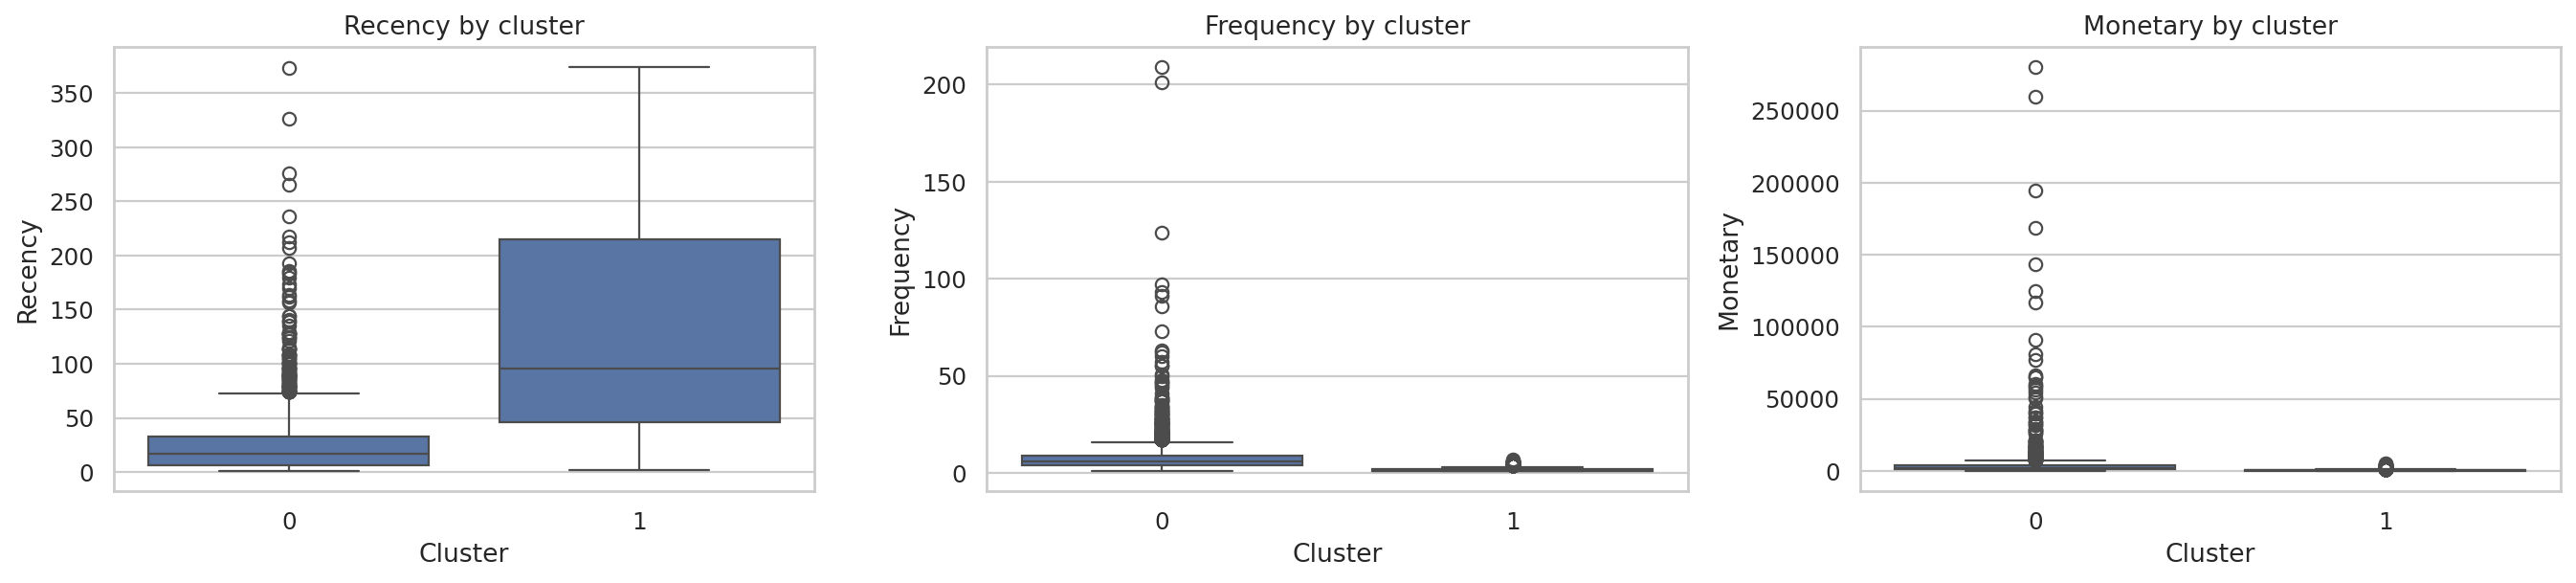 Recency by cluster
350
300
250
200
150
100
50
0
Recency
0 1
Cluster
Frequency by cluster
200
150
100
50
0
Frequency
0 1
Cluster
Monetary by cluster
250000
200000
150000
100000
50000
0
Monetary
0 1
Cluster